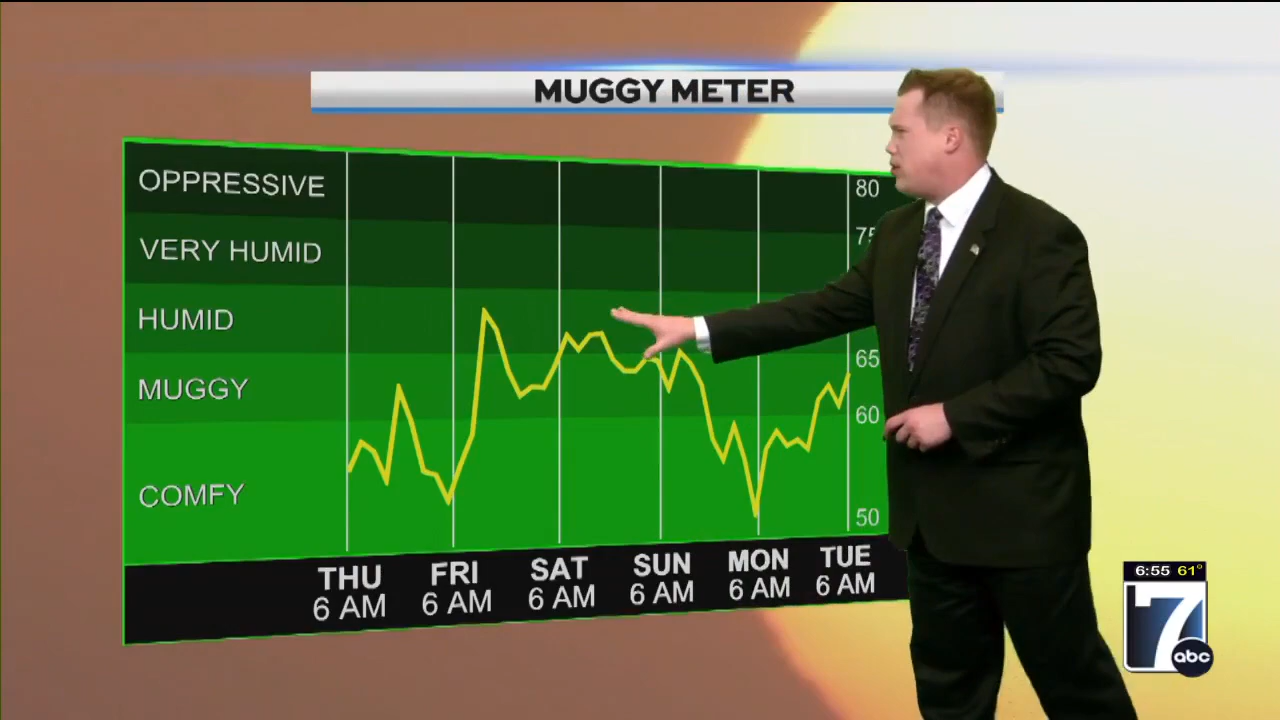 MUGGY METER
OPPRESSIVE
VERY HUMID
HUMID
MUGGY
COMFY
80
75
65
60
50
THU FRI SAT SUN MON TUE
6 AM 6 AM 6 AM 6 AM 6 AM 6 AM
6:55 61°
7
abc